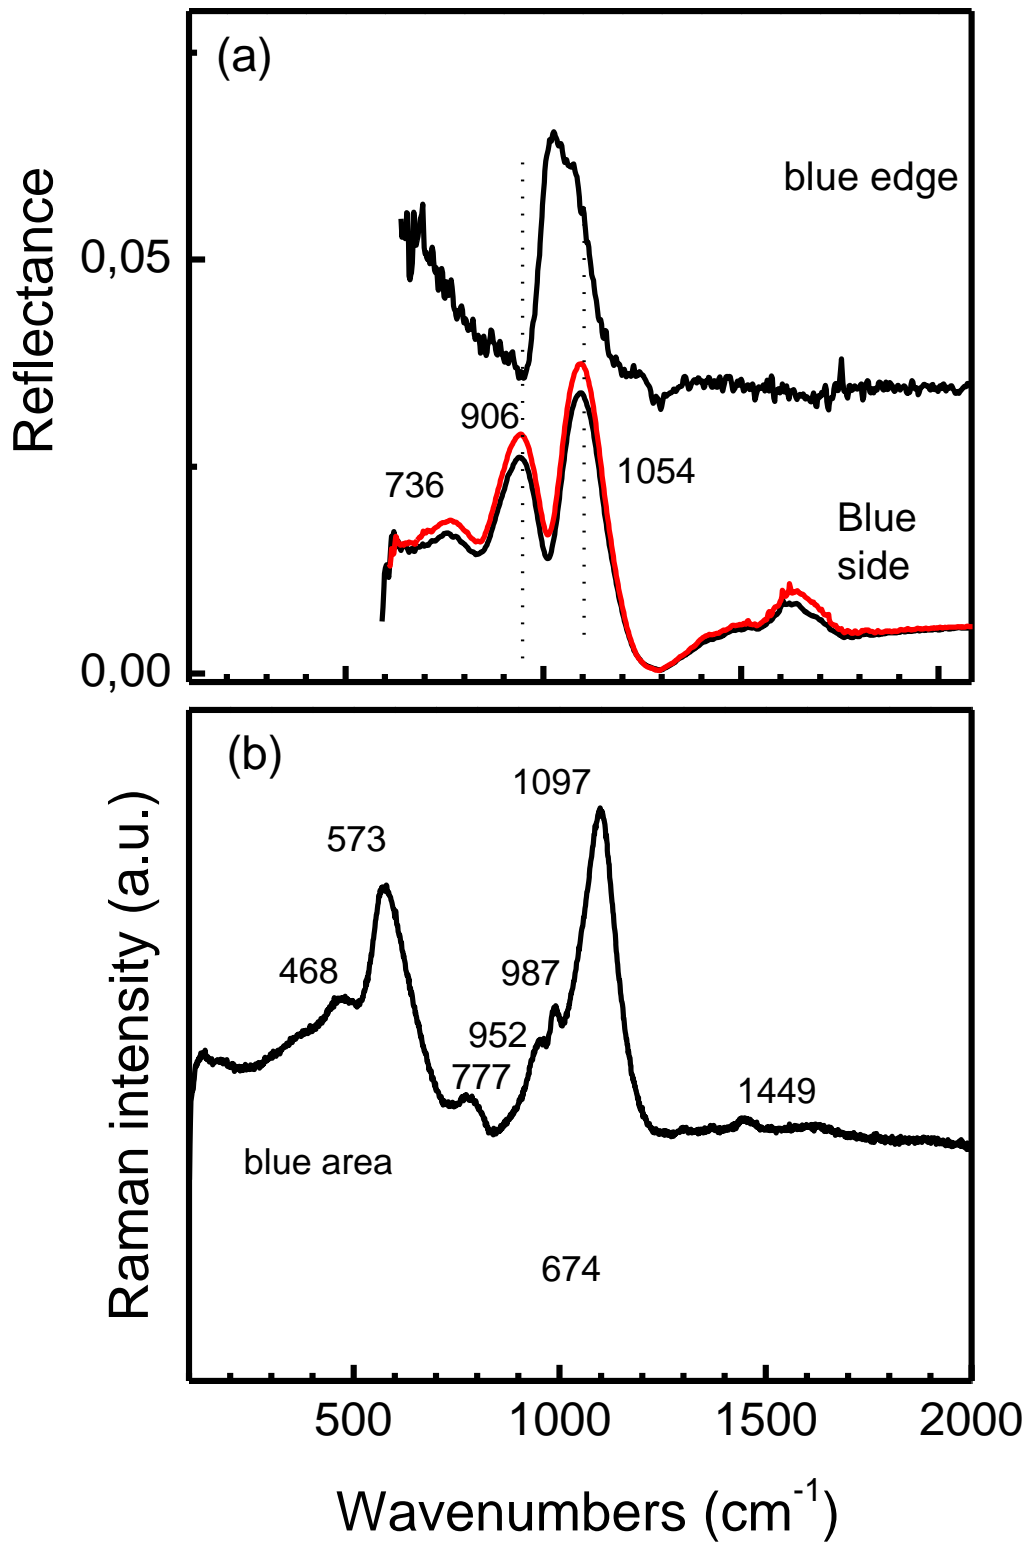 (a)
blue edge
Reflectance
0,05
906
736
1054
Blue
side
0,00
(b)
1097
573
468
987
952
777
1449
blue area
674
Raman intensity (a.u.)
500
1000
1500
2000
Wavenumbers (cm-1)